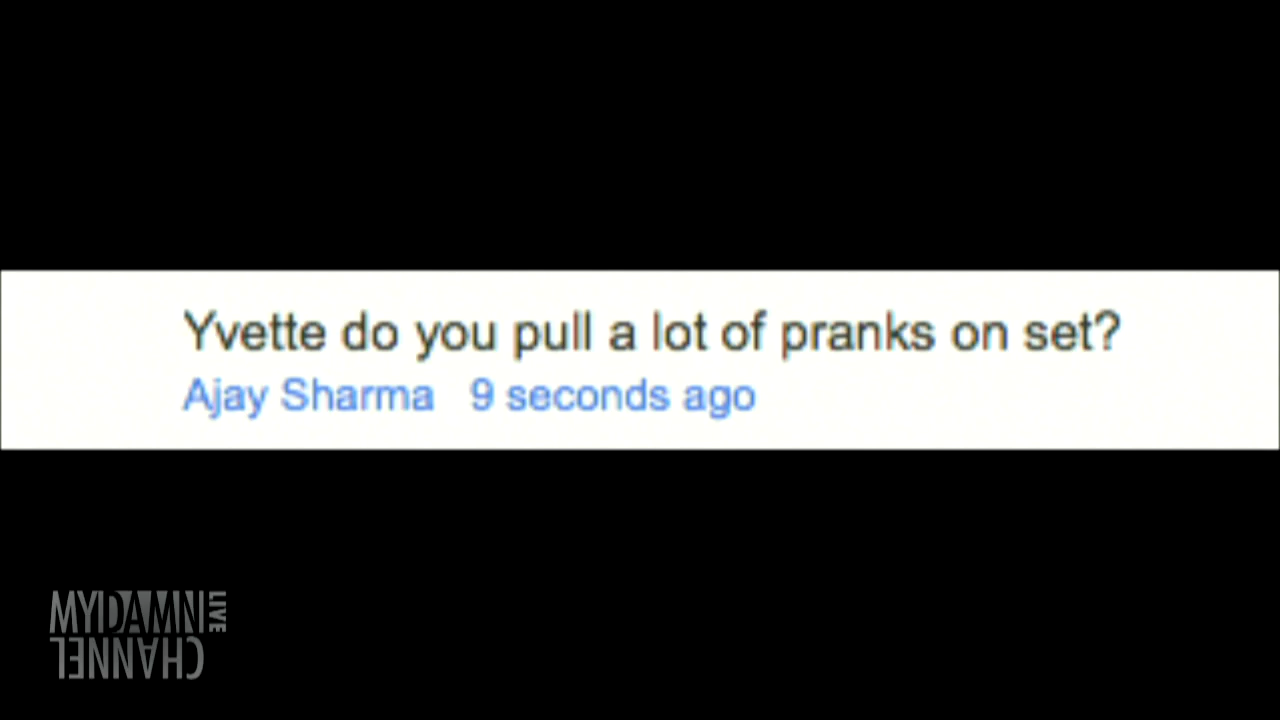 Yvette do you pull a lot of pranks on set?
Ajay Sharma 9 seconds ago
MYDAMN LIVE
CHANNEL